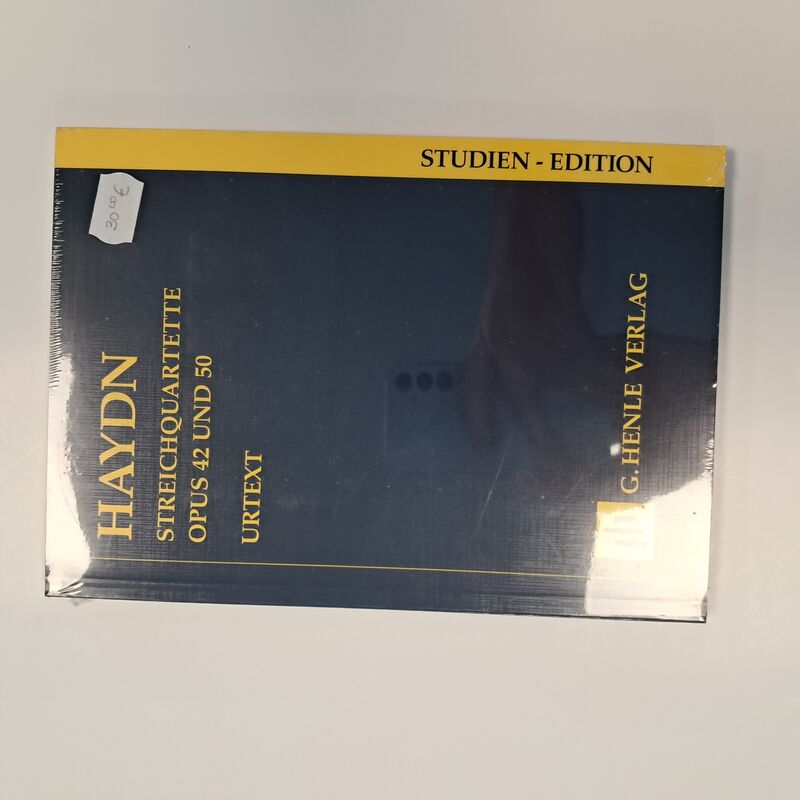 STUDIEN - EDITION
30 00 €
HAYDN
STREICHQUARTETTE
OPUS 42 UND 50
URTEXT
G. HENLE VERLAG